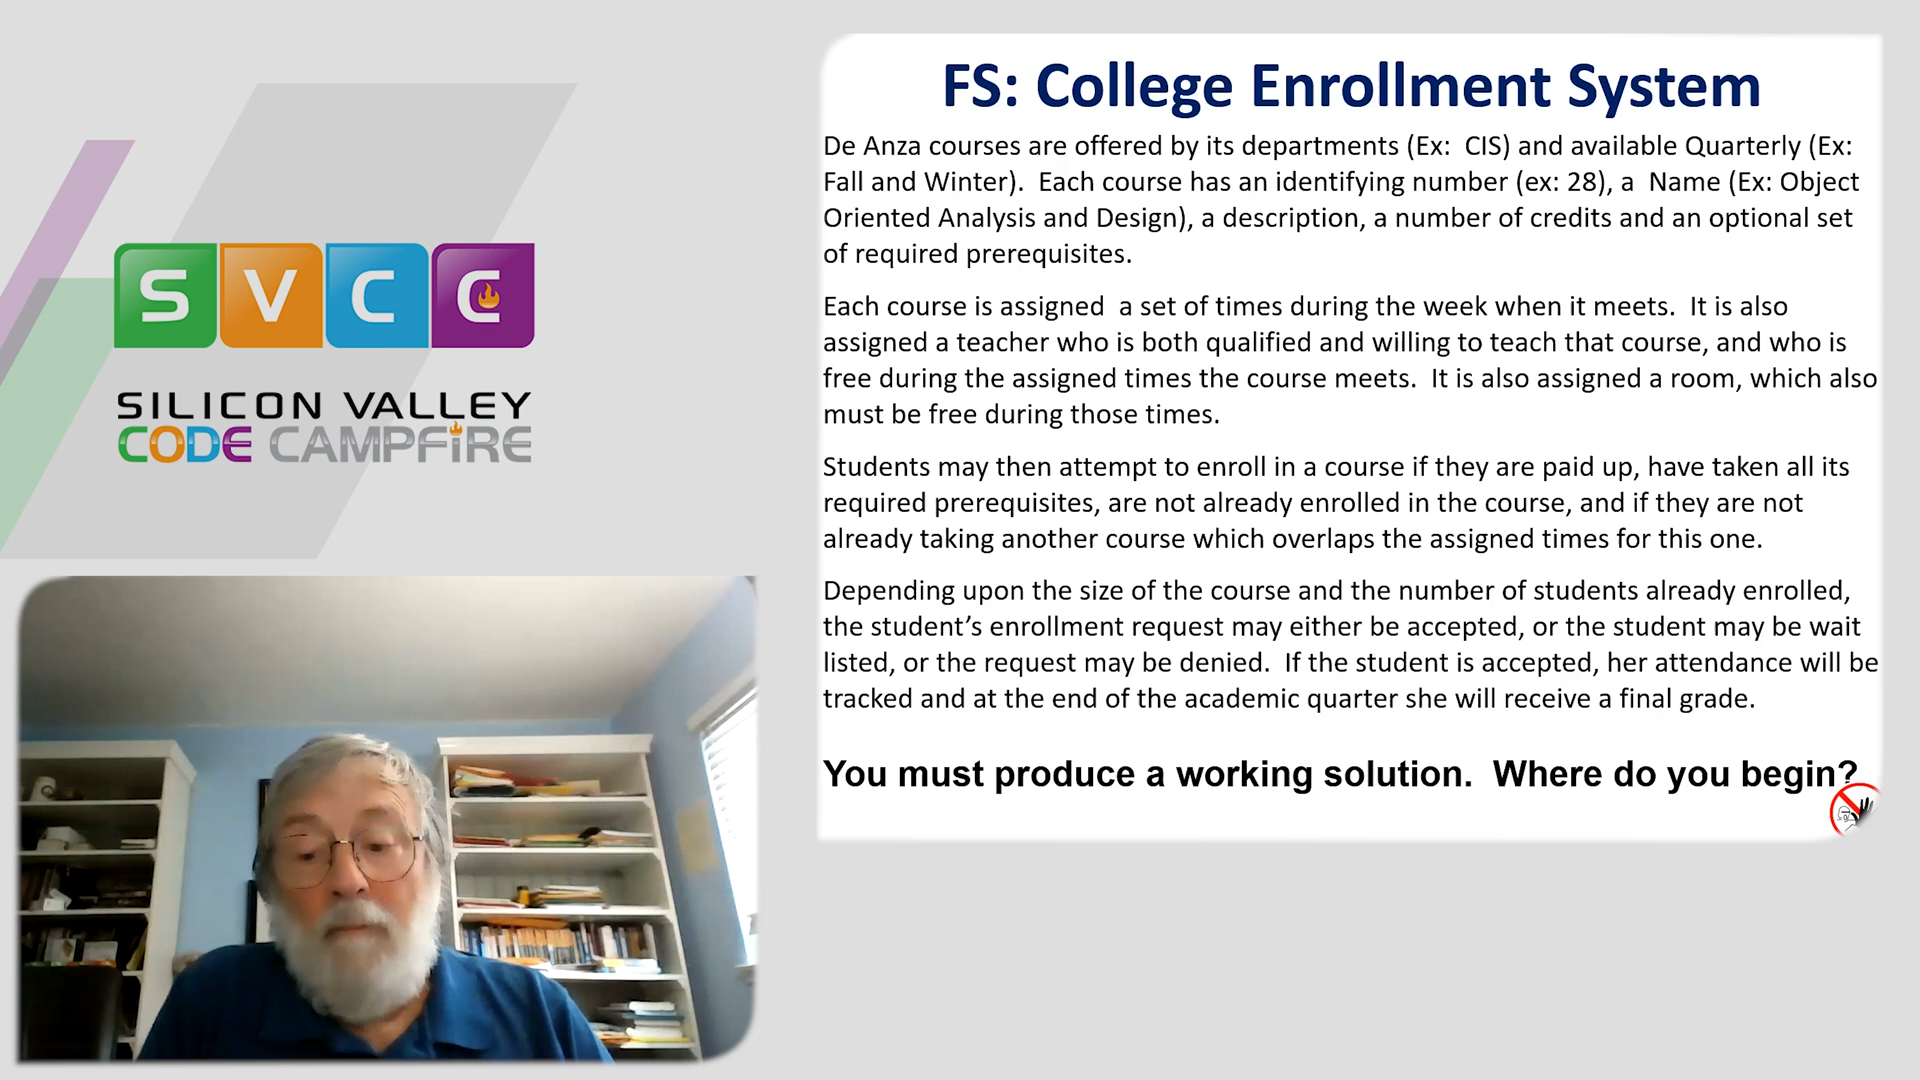 S V C C
SILICON VALLEY
CODE CAMPFIRE
FS: College Enrollment System
De Anza courses are offered by its departments (Ex:  CIS) and available Quarterly (Ex:
Fall and Winter).  Each course has an identifying number (ex: 28), a  Name (Ex: Object
Oriented Analysis and Design), a description, a number of credits and an optional set
of required prerequisites.
Each course is assigned  a set of times during the week when it meets.  It is also
assigned a teacher who is both qualified and willing to teach that course, and who is
free during the assigned times the course meets.  It is also assigned a room, which also
must be free during those times.
Students may then attempt to enroll in a course if they are paid up, have taken all its
required prerequisites, are not already enrolled in the course, and if they are not
already taking another course which overlaps the assigned times for this one.
Depending upon the size of the course and the number of students already enrolled,
the student’s enrollment request may either be accepted, or the student may be wait
listed, or the request may be denied.  If the student is accepted, her attendance will be
tracked and at the end of the academic quarter she will receive a final grade.
You must produce a working solution.  Where do you begin?